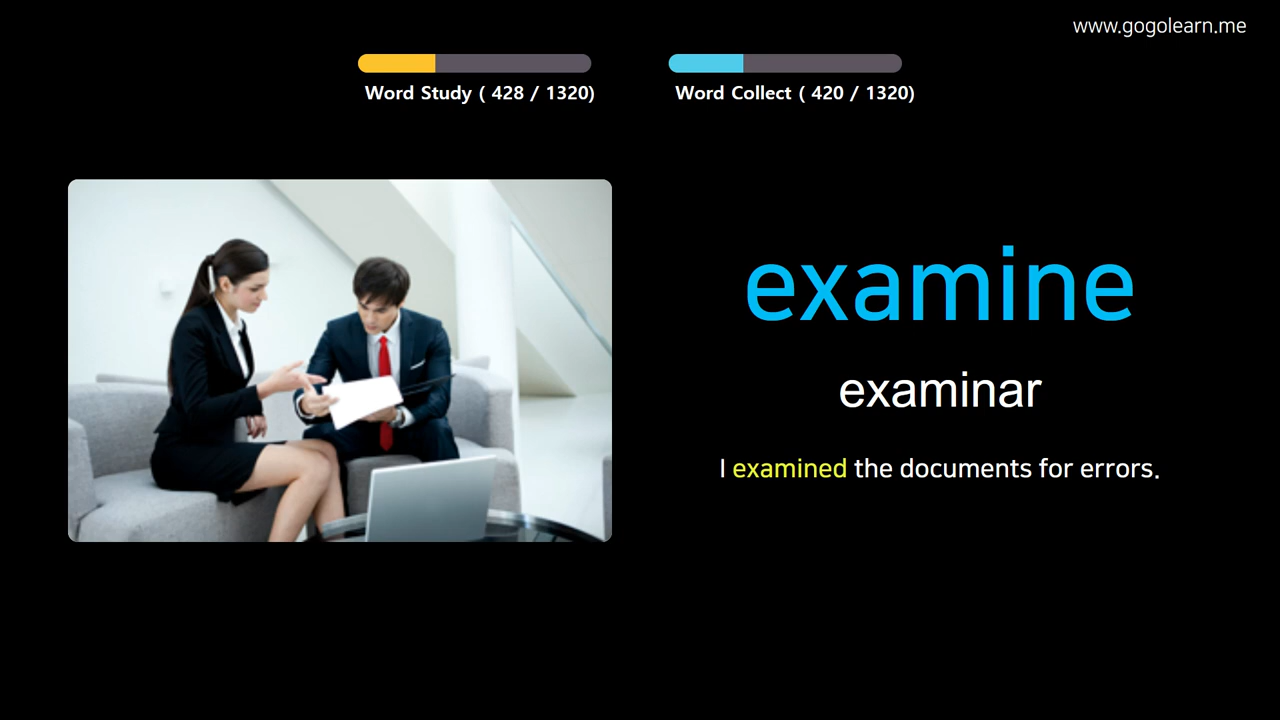 www.gogolearn.me
Word Study ( 428 / 1320)
Word Collect ( 420 / 1320)
examine
examinar
I examined the documents for errors.